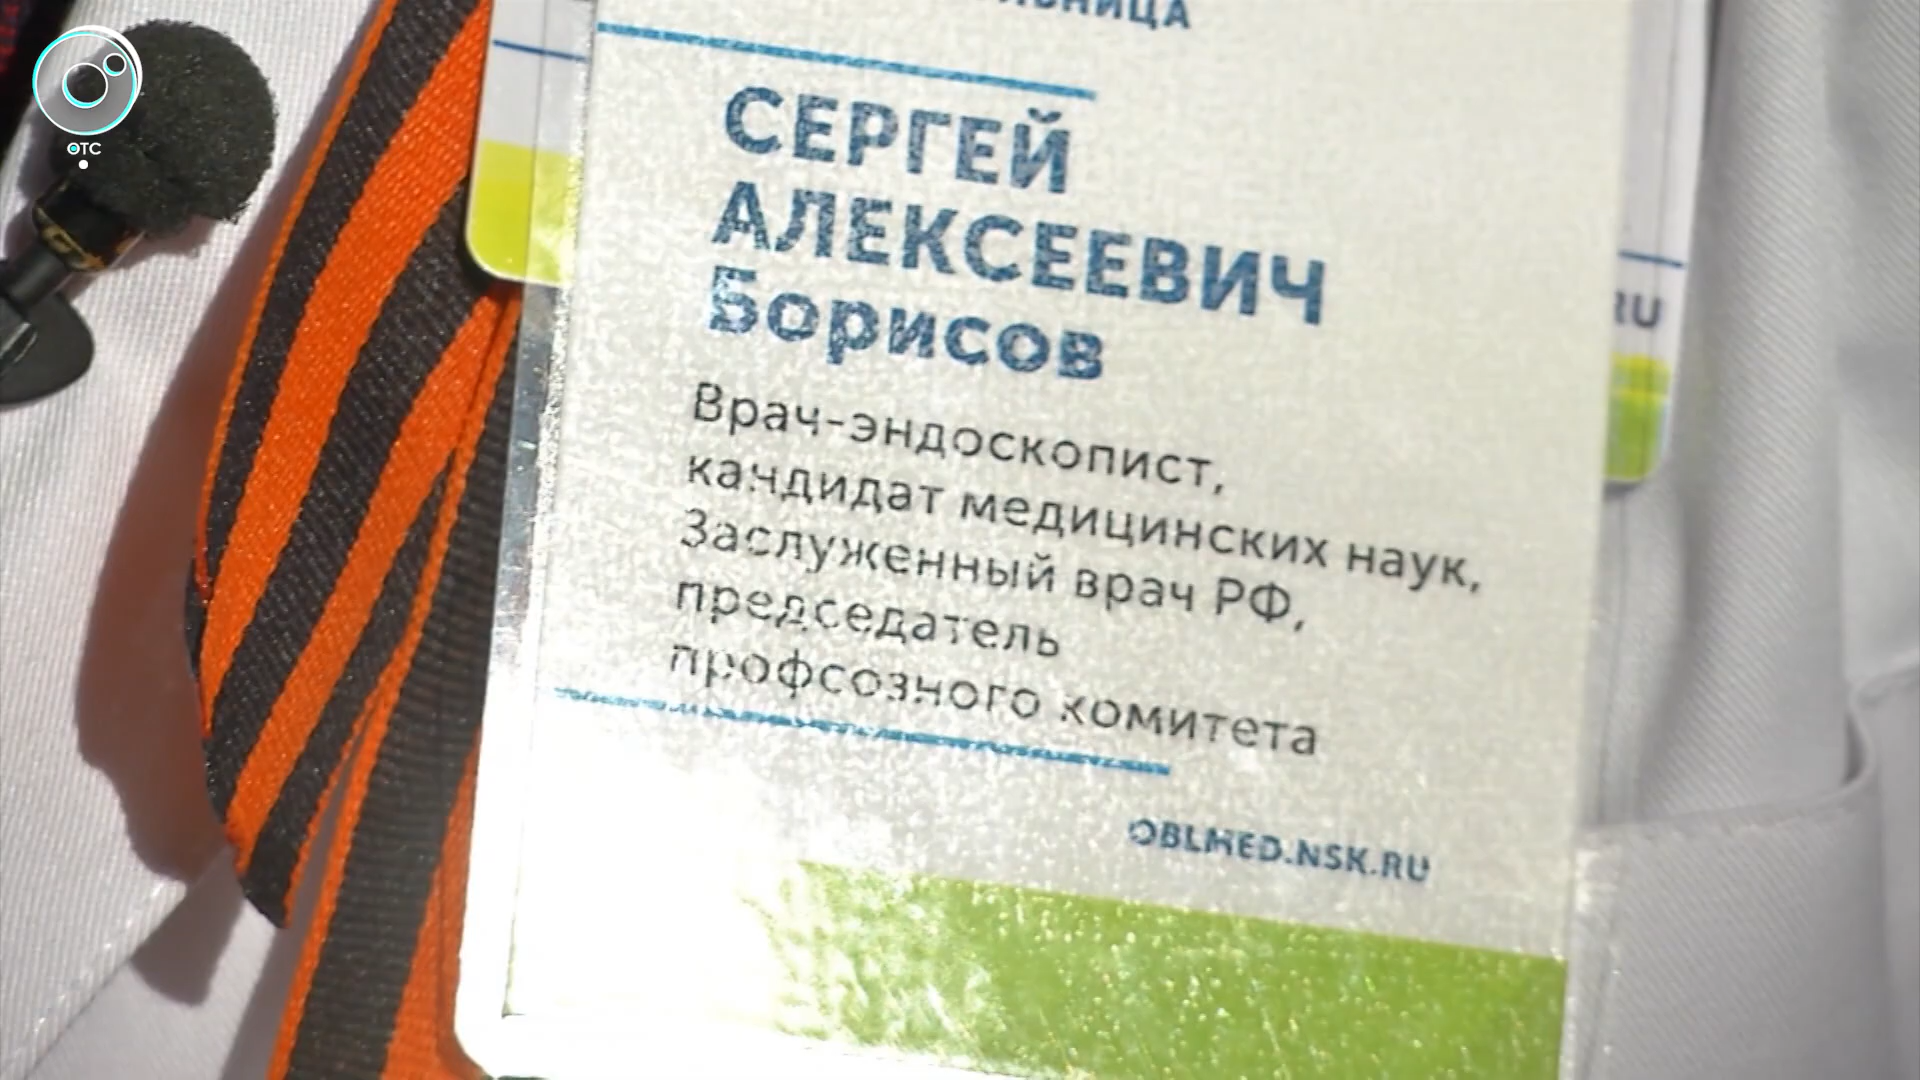 ОТС
СЕРГЕЙ
АЛЕКСЕЕВИЧ
Борисов
Врач-эндоскопист,
кандидат медицинских наук,
Заслуженный врач РФ,
председатель
профсозного комитета
OBLMED.NSK.RU
RU